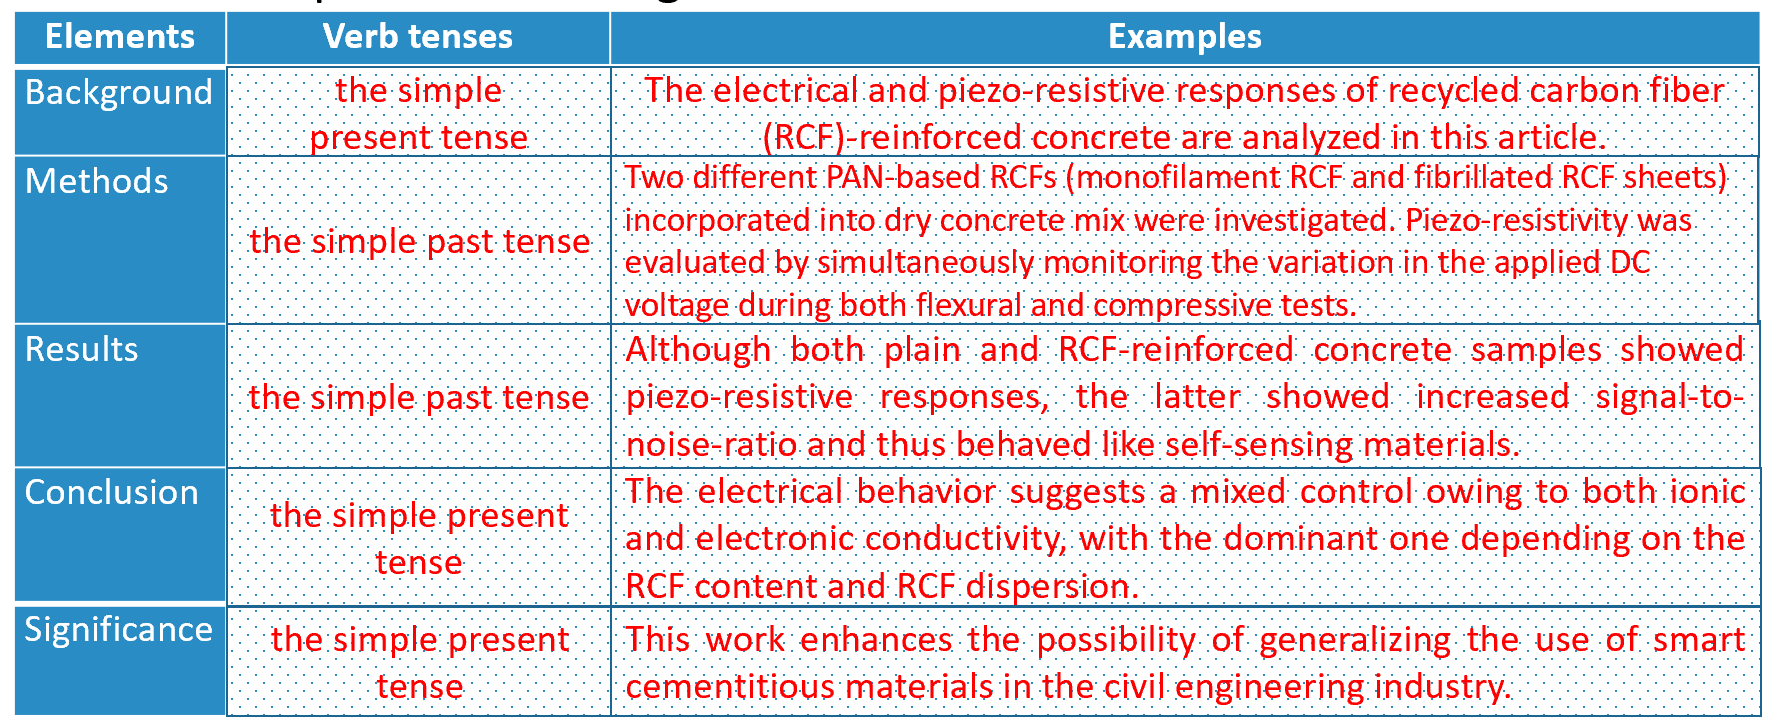 Elements Verb tenses Examples
Background
the simple
present tense
The electrical and piezo-resistive responses of recycled carbon fiber
(RCF)-reinforced concrete are analyzed in this article.
Methods
the simple past tense
Two different PAN-based RCFs (monofilament RCF and fibrillated RCF sheets)
incorporated into dry concrete mix were investigated. Piezo-resistivity was
evaluated by simultaneously monitoring the variation in the applied DC
voltage during both flexural and compressive tests.
Results
the simple past tense
Although both plain and RCF-reinforced concrete samples showed
piezo-resistive responses, the latter showed increased signal-to-
noise-ratio and thus behaved like self-sensing materials.
Conclusion
the simple present
tense
The electrical behavior suggests a mixed control owing to both ionic
and electronic conductivity, with the dominant one depending on the
RCF content and RCF dispersion.
Significance
the simple present
tense
This work enhances the possibility of generalizing the use of smart
cementitious materials in the civil engineering industry.